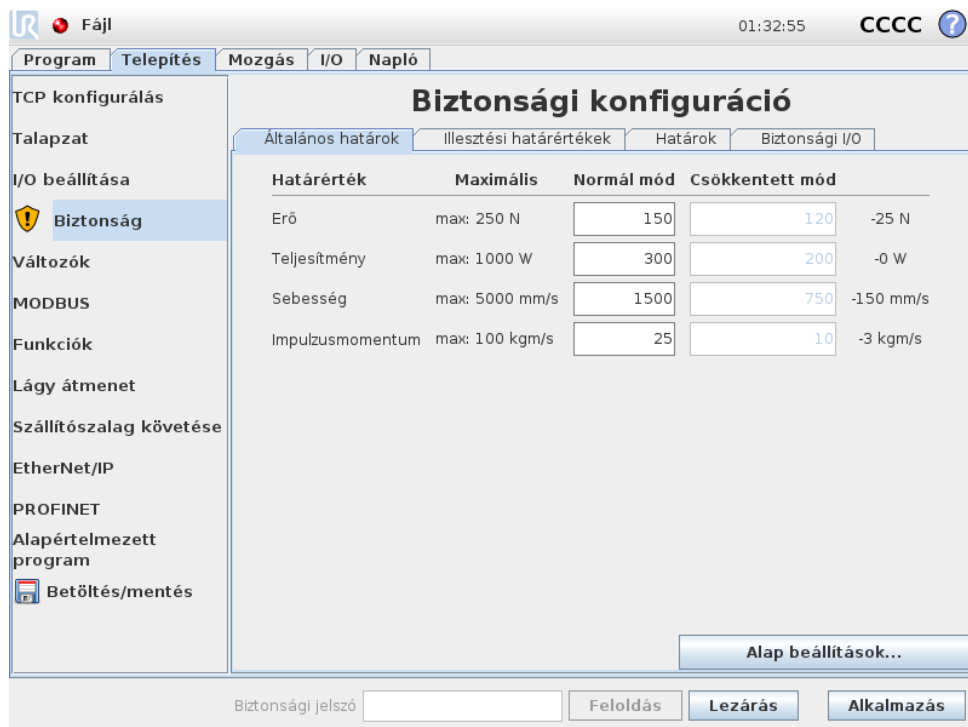 UR Fájl 01:32:55 CCCC ?
Program Telepítés Mozgás I/O Napló
TCP konfigurálás
Talapzat
I/O beállítása
Biztonság
Változók
MODBUS
Funkciók
Lágy átmenet
Szállítószalag követése
EtherNet/IP
PROFINET
Alapértelmezett
program
Betöltés/mentés
Biztonsági konfiguráció
Általános határok Illesztési határértékek Határok Biztonsági I/O
Határérték Maximális Normál mód Csökkentett mód
Erő max: 250 N 150 120 -25 N
Teljesítmény max: 1000 W 300 200 -0 W
Sebesség max: 5000 mm/s 1500 750 -150 mm/s
Impulzusmomentum max: 100 kgm/s 25 10 -3 kgm/s
Alap beállítások...
Biztonsági jelszó Feloldás Lezárás Alkalmazás